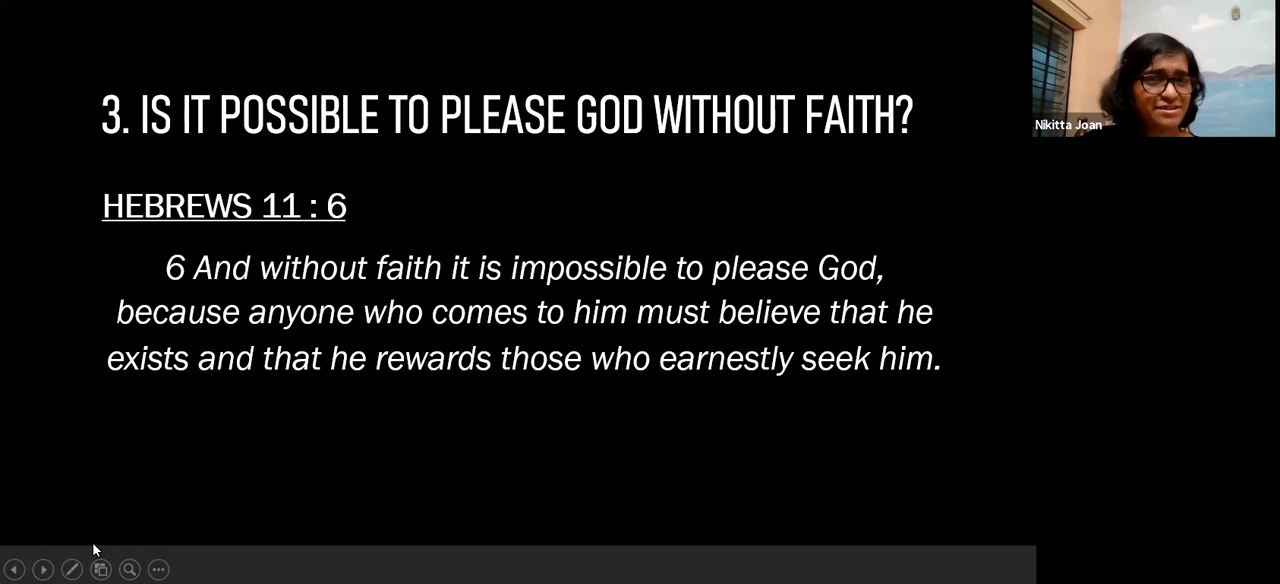 3. IS IT POSSIBLE TO PLEASE GOD WITHOUT FAITH?
Nikitta Joan
HEBREWS 11 : 6
6 And without faith it is impossible to please God,
because anyone who comes to him must believe that he
exists and that he rewards those who earnestly seek him.